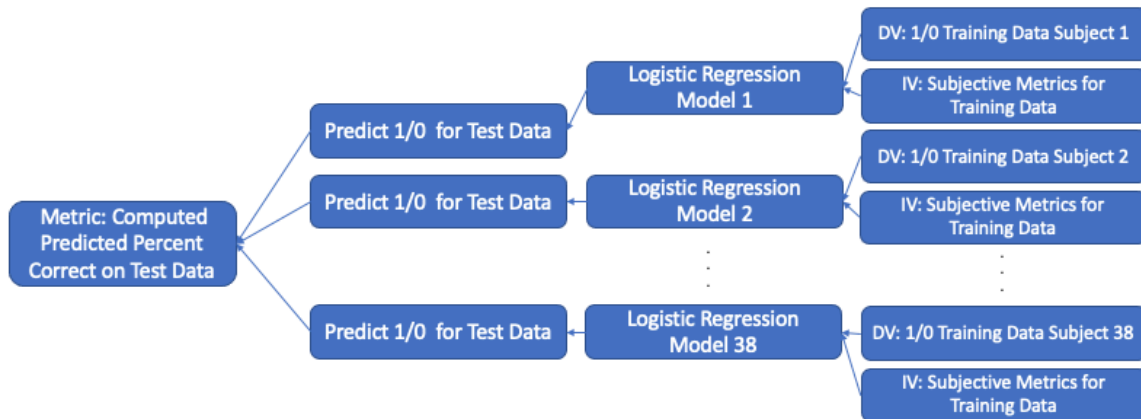 DV: 1/0 Training Data Subject 1
Logistic Regression
Model 1
IV: Subjective Metrics for
Training Data
Predict 1/0 for Test Data
DV: 1/0 Training Data Subject 2
Predict 1/0 for Test Data
Logistic Regression
Model 2
IV: Subjective Metrics for
Training Data
Metric: Computed
Predicted Percent
Correct on Test Data
.
.
.
.
.
.
Predict 1/0 for Test Data
Logistic Regression
Model 38
DV: 1/0 Training Data Subject 38
IV: Subjective Metrics for
Training Data